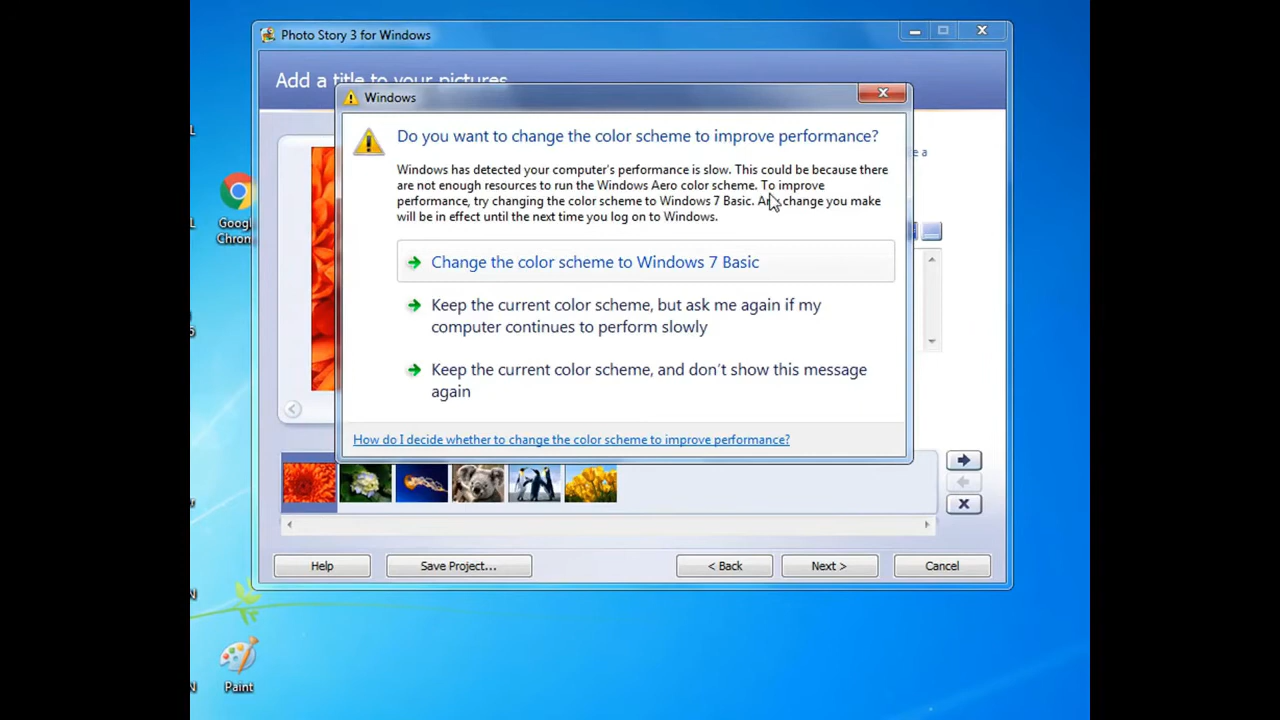 Photo Story 3 for Windows
Add a title to your pictures
Windows
Do you want to change the color scheme to improve performance?
Windows has detected your computer's performance is slow. This could be because there
are not enough resources to run the Windows Aero color scheme. To improve
performance, try changing the color scheme to Windows 7 Basic. Any change you make
will be in effect until the next time you log on to Windows.
Change the color scheme to Windows 7 Basic
Keep the current color scheme, but ask me again if my
computer continues to perform slowly
Keep the current color scheme, and don't show this message
again
How do I decide whether to change the color scheme to improve performance?
Help
Save Project...
< Back
Next >
Cancel
Google
Chrom
Paint